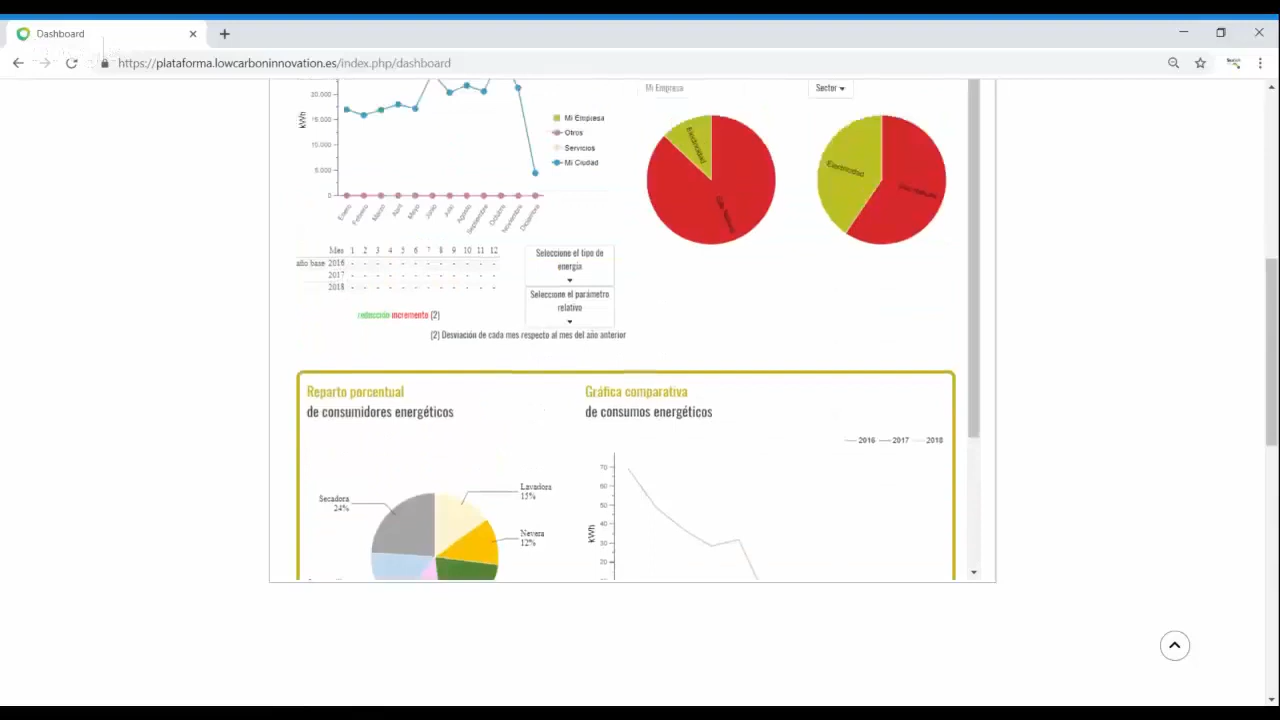 Dashboard
https://plataforma.lowcarboninnovation.es/index.php/dashboard
Mi Empresa
Sector
kWh
15.000
10.000
5.000
0
Mi Empresa
Otros
Servicios
Mi Ciudad
Electricidad
Gas Natural
Electricidad
Gas Natural
Enero
Febrero
Marzo
Abril
Mayo
Junio
Julio
Agosto
Septiembre
Octubre
Noviembre
Diciembre
Mes 1 2 3 4 5 6 7 8 9 10 11 12
año base 2016 - - - - - - - - - - - -
2017 - - - - - - - - - - - -
2018 - - - - - - - - - - - -
Seleccione el tipo de
energía
Seleccione el parámetro
relativo
reducción incremento (2)
(2) Desviación de cada mes respecto al mes del año anterior
Reparto porcentual
de consumidores energéticos
Gráfica comparativa
de consumos energéticos
2016 2017 2018
Secadora
24%
Lavadora
15%
Nevera
12%
kWh
70
60
50
40
30
20